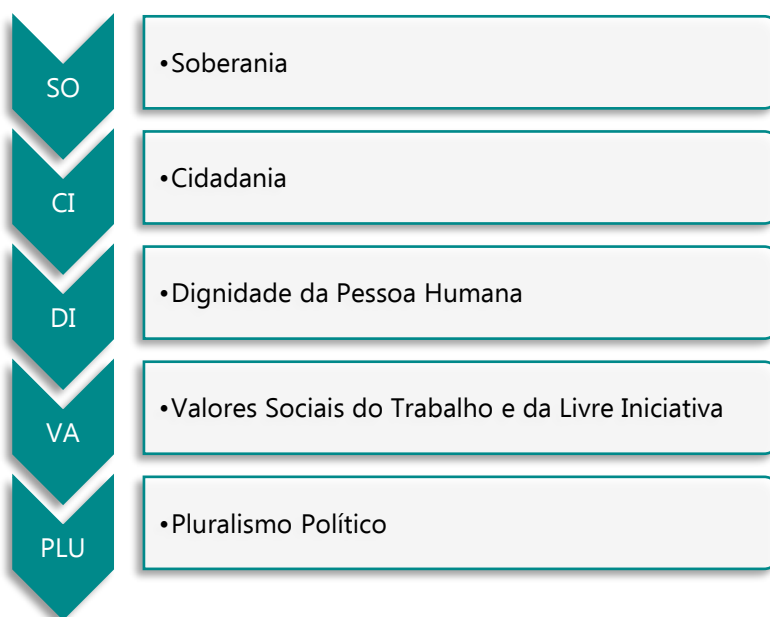 SO
•Soberania
CI
•Cidadania
DI
•Dignidade da Pessoa Humana
VA
•Valores Sociais do Trabalho e da Livre Iniciativa
PLU
•Pluralismo Político